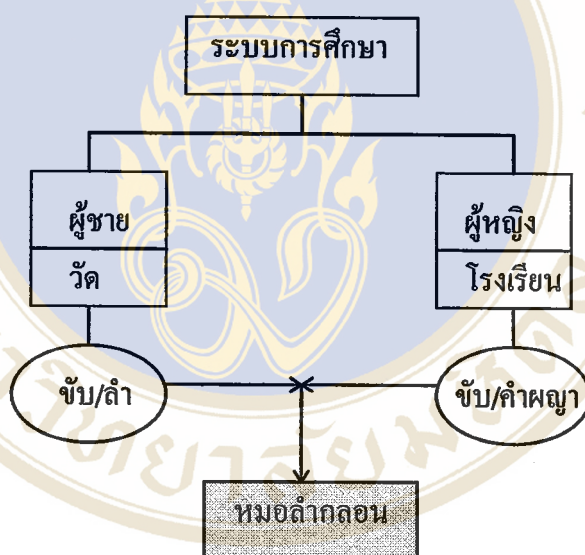 ระบบการศึกษา
ผู้ชาย
ผู้หญิง
วัด
โรงเรียน
ขับ/ลำ
ขับ/คำผญา
หมอลำกลอน